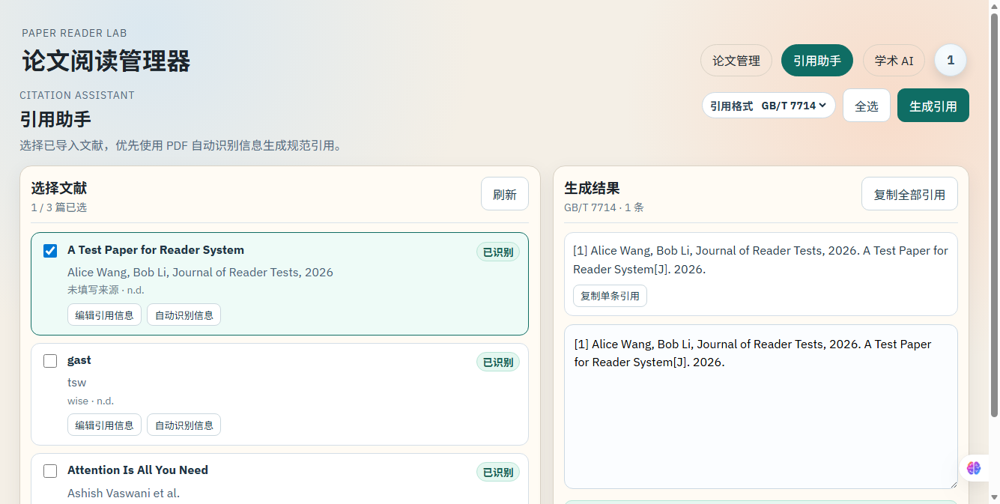 PAPER READER LAB
论文阅读管理器
论文管理
引用助手
学术 AI
1
CITATION ASSISTANT
引用助手
选择已导入文献，优先使用 PDF 自动识别信息生成规范引用。
引用格式 GB/T 7714
全选
生成引用
选择文献
1 / 3 篇已选
刷新
A Test Paper for Reader System
已识别
Alice Wang, Bob Li, Journal of Reader Tests, 2026
未填写来源 · n.d.
编辑引用信息
自动识别信息
gast
已识别
tsw
wise · n.d.
编辑引用信息
自动识别信息
Attention Is All You Need
已识别
Ashish Vaswani et al.
生成结果
GB/T 7714 · 1 条
复制全部引用
[1] Alice Wang, Bob Li, Journal of Reader Tests, 2026. A Test Paper for
Reader System[J]. 2026.
复制单条引用
[1] Alice Wang, Bob Li, Journal of Reader Tests, 2026. A Test Paper
for Reader System[J]. 2026.